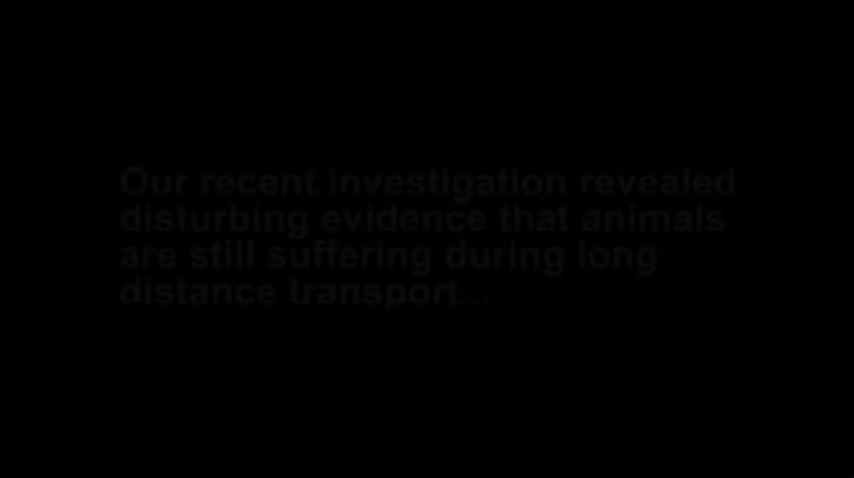 Our recent investigation revealed
disturbing evidence that animals
are still suffering during long
distance transport...